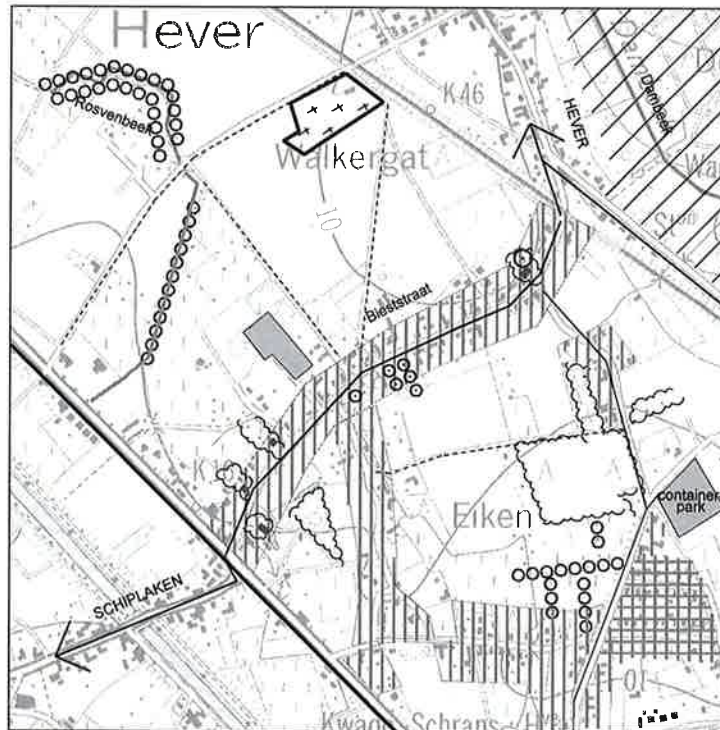 Hever
Rosvenbeek
K46
HEVER
Dambeek
Walkergat
10
Bieststraat
Eiken
container
park
SCHIPLAKEN
Kwade Schrans